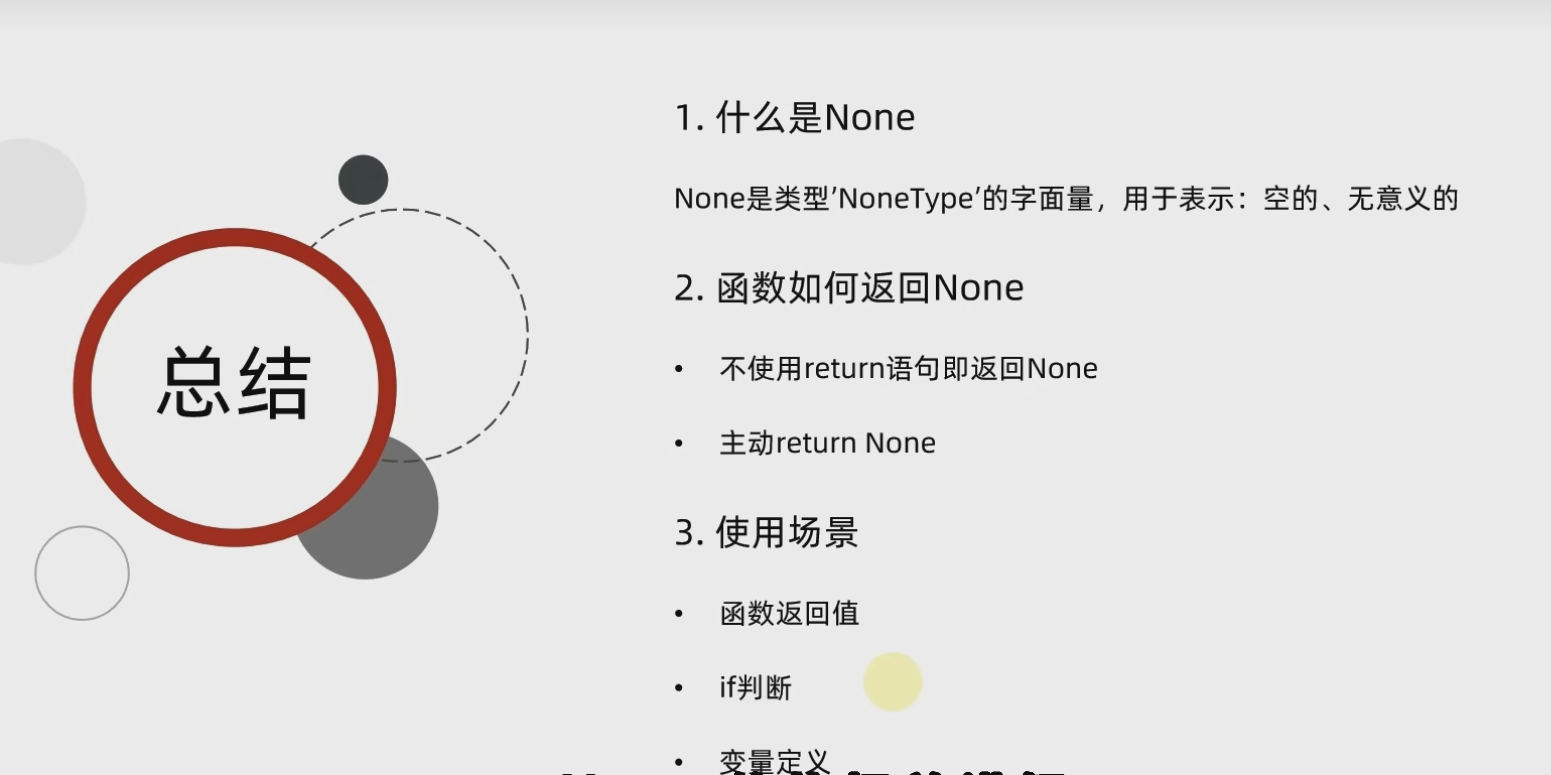 总结
1. 什么是None
None是类型’NoneType’的字面量，用于表示：空的、无意义的
2. 函数如何返回None
• 不使用return语句即返回None
• 主动return None
3. 使用场景
• 函数返回值
• if判断
• 变量定义